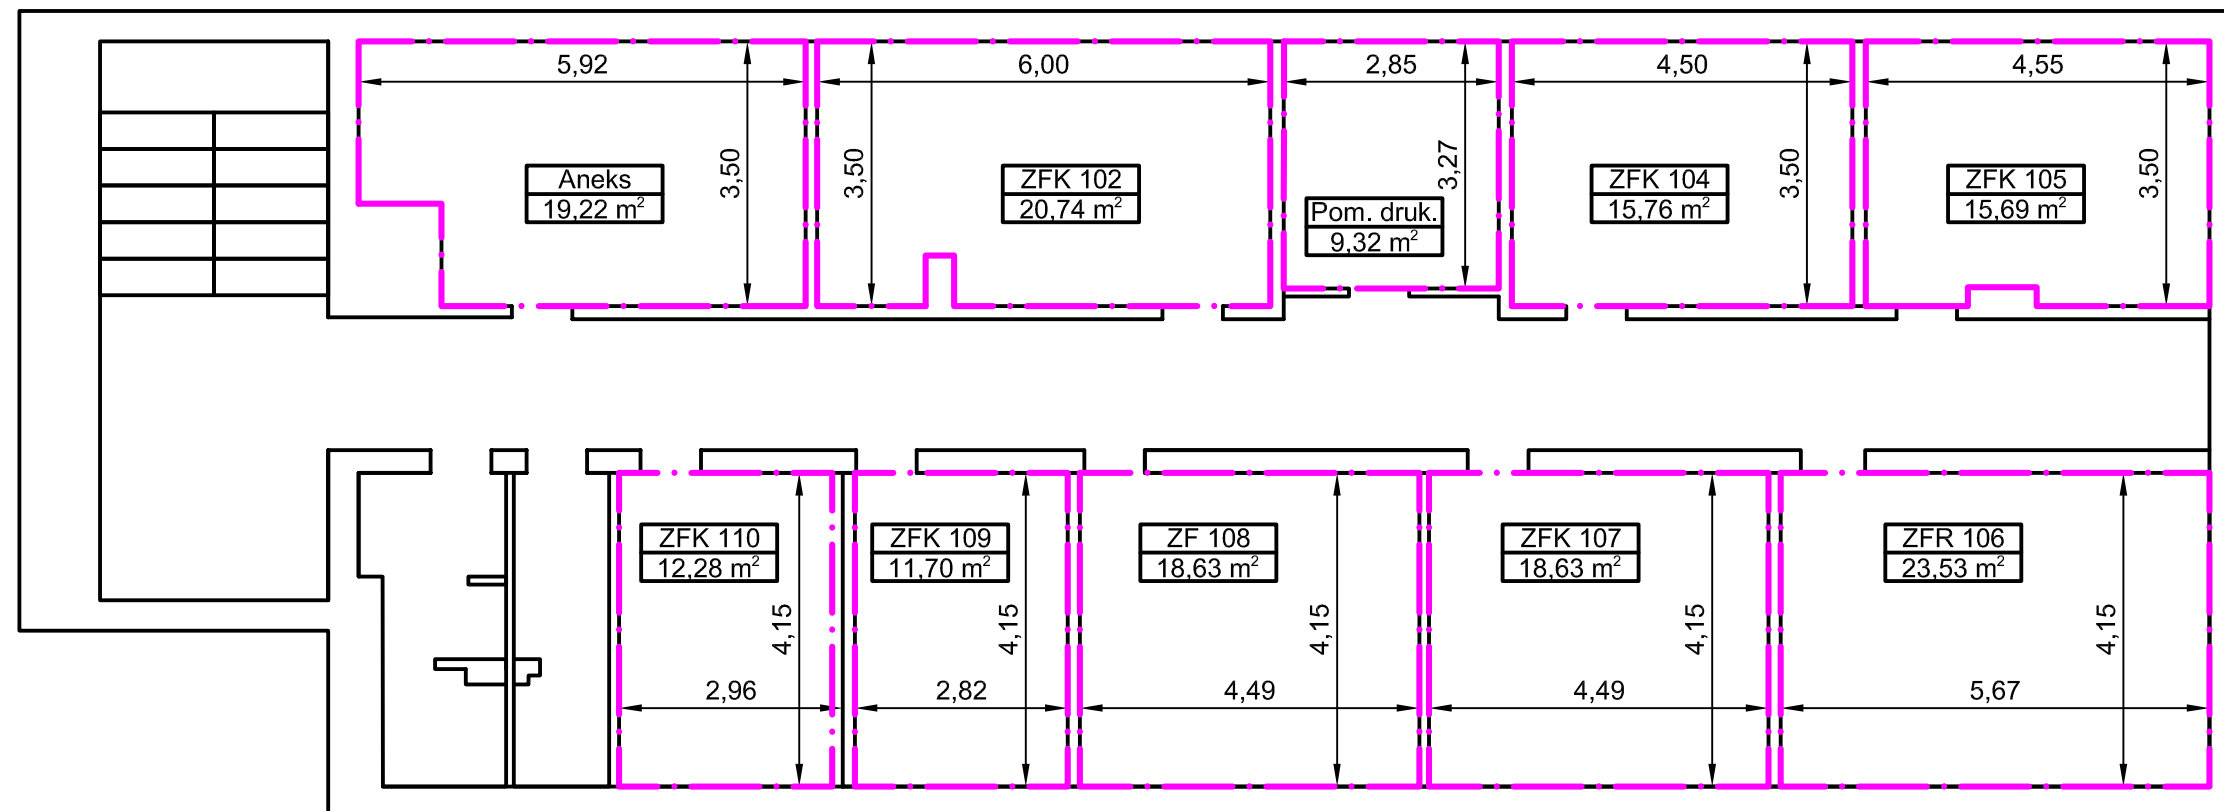 5,92
6,00
2,85
4,50
4,55
3,50
3,50
3,27
3,50
3,50
Aneks
19,22 m²
ZFK 102
20,74 m²
Pom. druk.
9,32 m²
ZFK 104
15,76 m²
ZFK 105
15,69 m²
ZFK 110
12,28 m²
ZFK 109
11,70 m²
ZF 108
18,63 m²
ZFK 107
18,63 m²
ZFR 106
23,53 m²
4,15
4,15
4,15
4,15
4,15
2,96
2,82
4,49
4,49
5,67